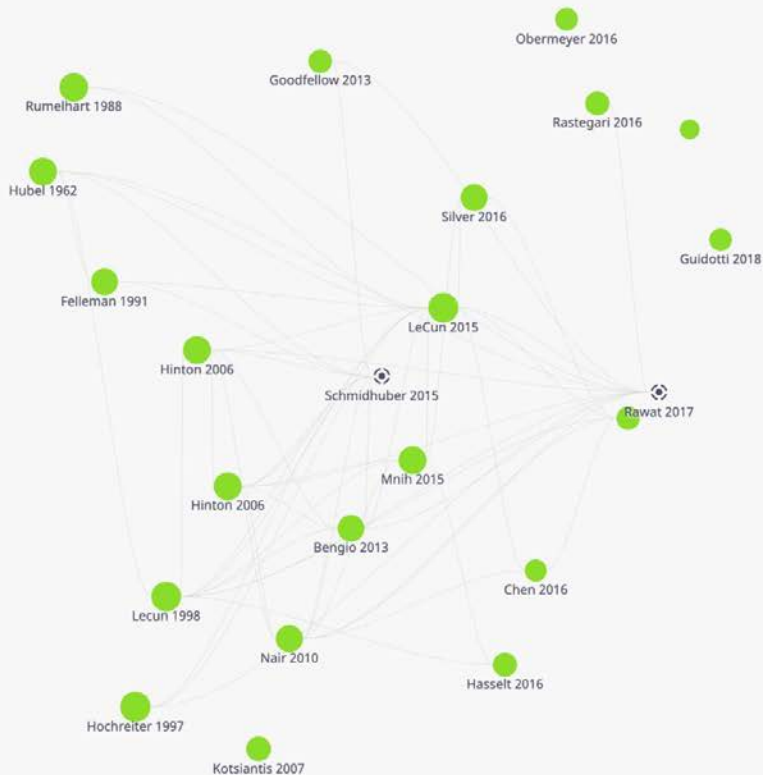 Obermeyer 2016
Goodfellow 2013
Rumelhart 1988
Rastegari 2016
Hubel 1962
Silver 2016
Guidotti 2018
Felleman 1991
LeCun 2015
Hinton 2006
Schmidhuber 2015
Rawat 2017
Mnih 2015
Hinton 2006
Bengio 2013
Chen 2016
Lecun 1998
Nair 2010
Hasselt 2016
Hochreiter 1997
Kotsiantis 2007